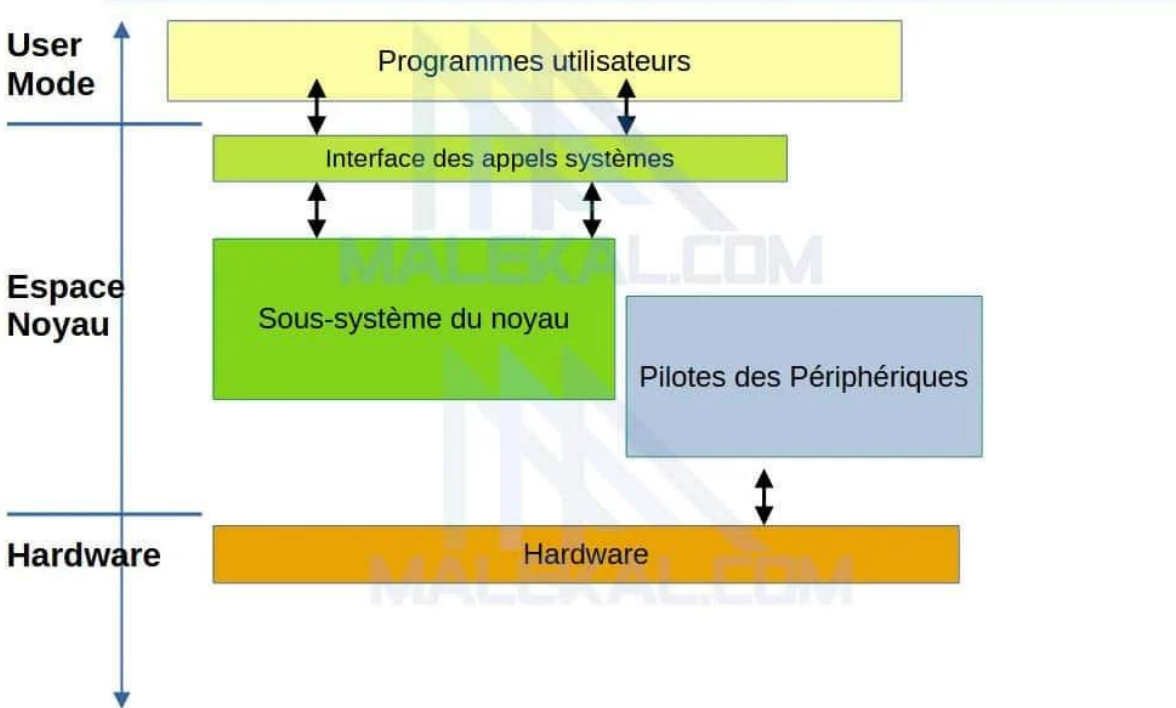 User
Mode
Programmes utilisateurs
Interface des appels systèmes
MALEKAL.COM
Espace
Noyau
Sous-système du noyau
Pilotes des Périphériques
Hardware
Hardware
MALEKAL.COM